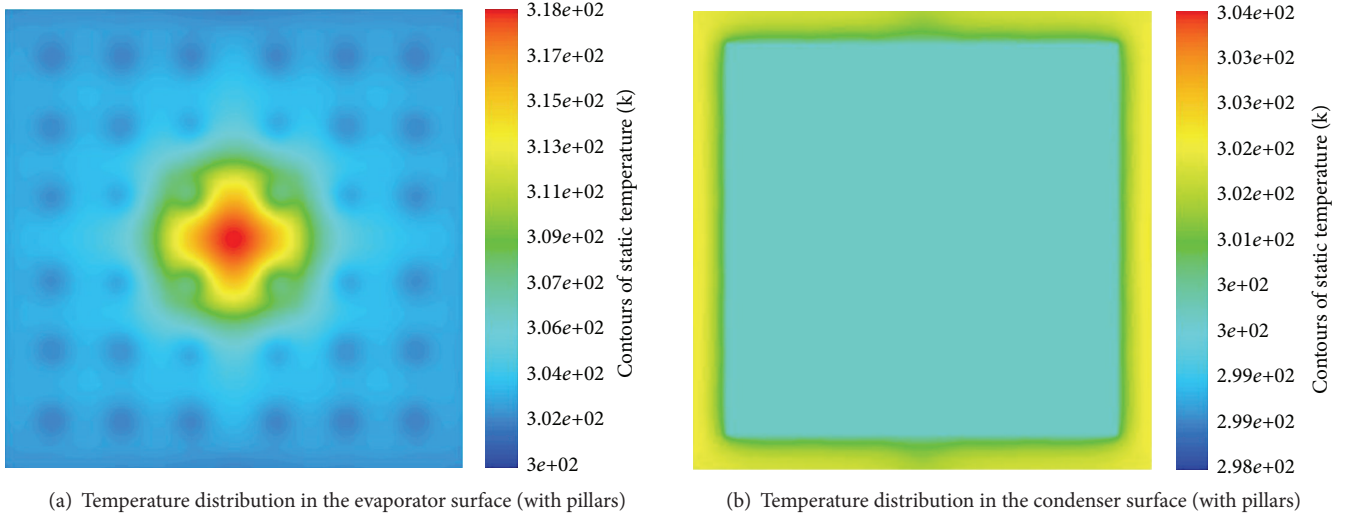 3.18e+02
3.17e+02
3.15e+02
3.13e+02
3.11e+02
3.09e+02
3.07e+02
3.06e+02
3.04e+02
3.02e+02
3e+02
Contours of static temperature (k)
(a) Temperature distribution in the evaporator surface (with pillars)
3.04e+02
3.03e+02
3.03e+02
3.02e+02
3.02e+02
3.01e+02
3e+02
3e+02
2.99e+02
2.99e+02
2.98e+02
Contours of static temperature (k)
(b) Temperature distribution in the condenser surface (with pillars)